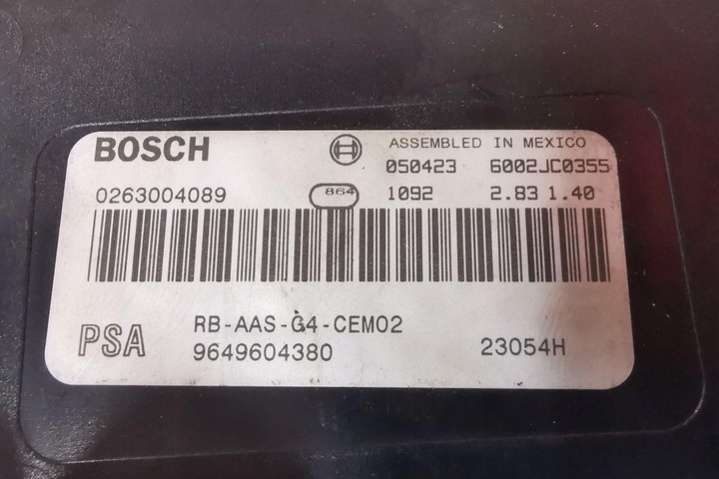 BOSCH
ASSEMBLED IN MEXICO
050423 6002JC0355
0263004089 864 1092 2.83 1.40
RB-AAS-C4-CEM02
PSA 9649604380 23054H